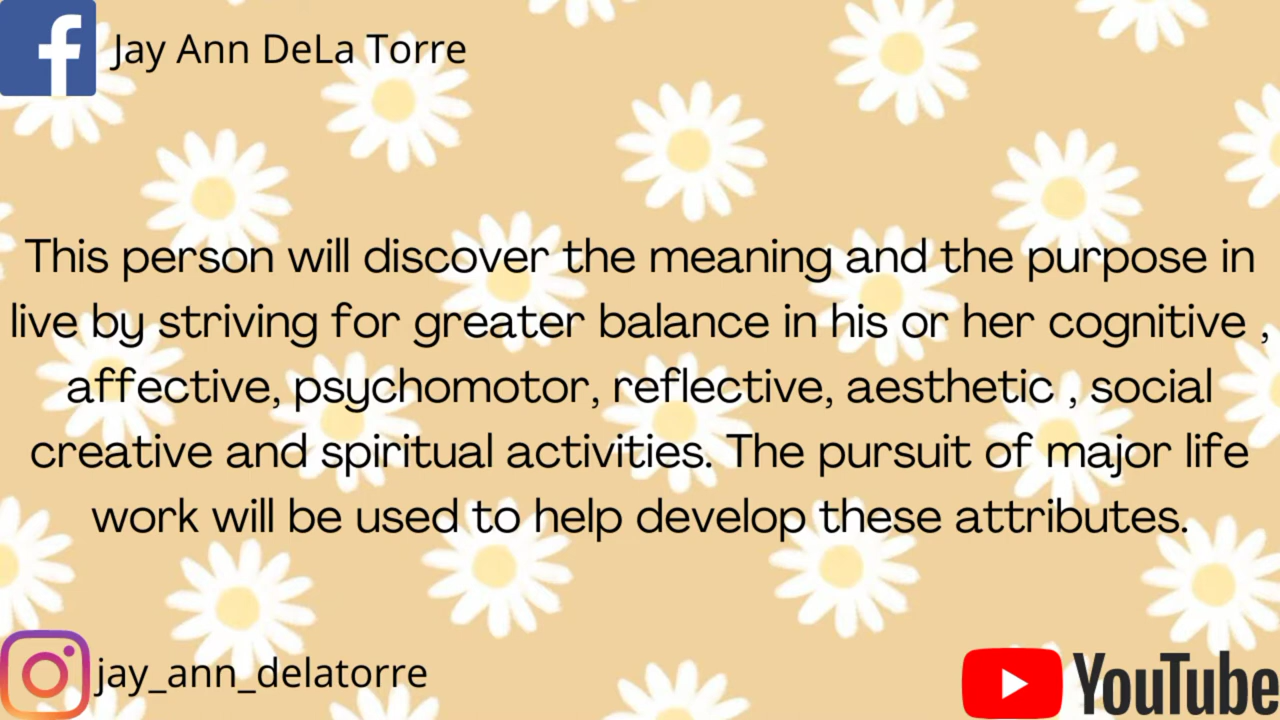 f
Jay Ann DeLa Torre
This person will discover the meaning and the purpose in
live by striving for greater balance in his or her cognitive ,
affective, psychomotor, reflective, aesthetic , social
creative and spiritual activities. The pursuit of major life
work will be used to help develop these attributes.
jay_ann_delatorre
YouTube